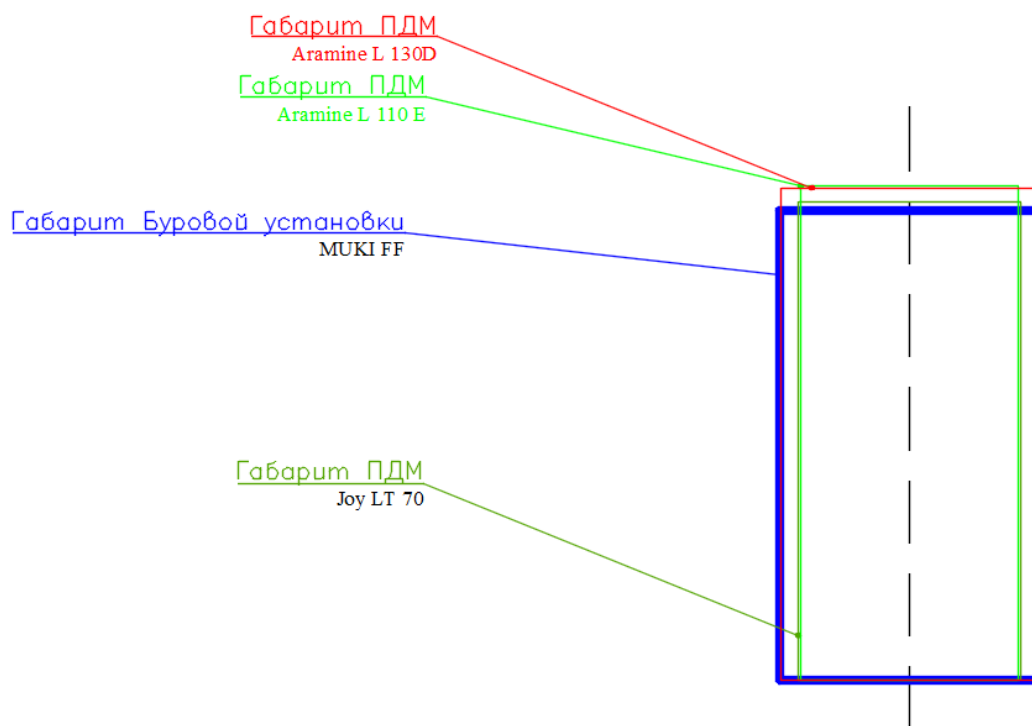 Габарит ПДМ
Aramine L 130D
Габарит ПДМ
Aramine L 110 E
Габарит Буровой установки
MUKI FF
Габарит ПДМ
Joy LT 70